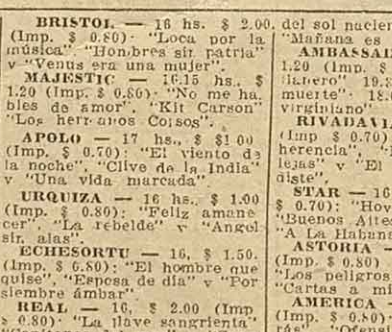 BRISTOL — 16 hs. $ 2.00.
(Imp. $ 0.80): "Loca por la
música". "Hombres sir. patria"
y "Venus era una mujer".
MAJESTIC — 16.15 hs., $
1.20 (Imp. $ 0.80): "No me ha
bles de amor". "Kit Carson"
"Los hermanos Corsos".
APOLO — 17 hs., $ $1 00
(Imp. $ 0.70): "El viento de
la noche", "Clive de la India"
y "Una vida marcada".
URQUIZA — 16 hs. $ 1.00
(Imp. $ 0.80): "Feliz amane
cer", "La rebelde" y "Angel
sir. alas".
ECHESORTU — 16, $ 1.50.
(Imp. $ 0.80): "El hombre que
quise", "Esposa de día" y "Por
siembre ámbar"
REAL — 16, $ 2.00 (Imp
$ 0.80). "La llave sangrienta"
del sol nacien
"Mañana es
AMBASSAD
1.20 (Imp. $
llanero" 19.3
muerte" 18.0
virginiano"
RIVADAVIA
(Imp $ 0.70)
herencia",
lejas" y "El
diste",
STAR — 16
$ 0.70): "Hov
"Buenos Aires
"A La Habana
ASTORIA —
(Imp. $ 0.80)
"Los peligros
"Cartas a mi
AMERICA
(Imp. $ 0.80)